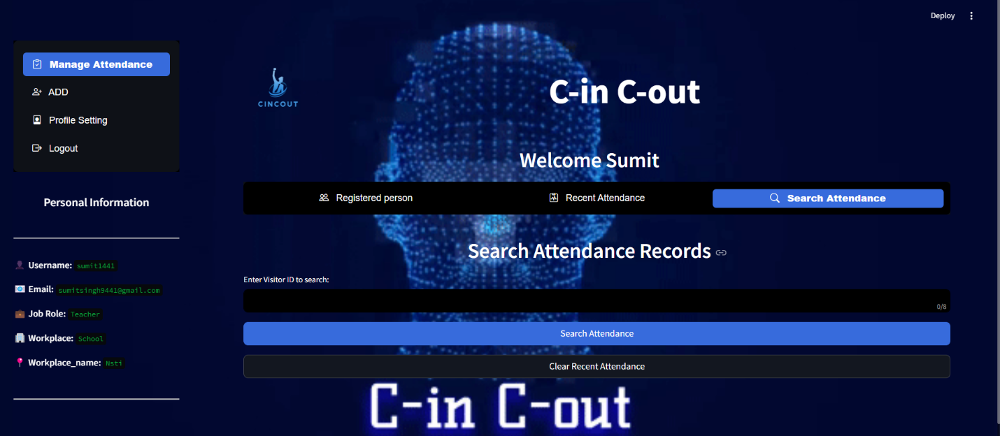 Deploy
Manage Attendance
ADD
Profile Setting
Logout
Personal Information
Username: sumit1441
Email: sumitsingh9441@gmail.com
Job Role: Teacher
Workplace: School
Workplace_name: Nsti
CINCOUT
C-in C-out
Welcome Sumit
Registered person
Recent Attendance
Search Attendance
Search Attendance Records
Enter Visitor ID to search:
0/8
Search Attendance
Clear Recent Attendance
C-in C-out